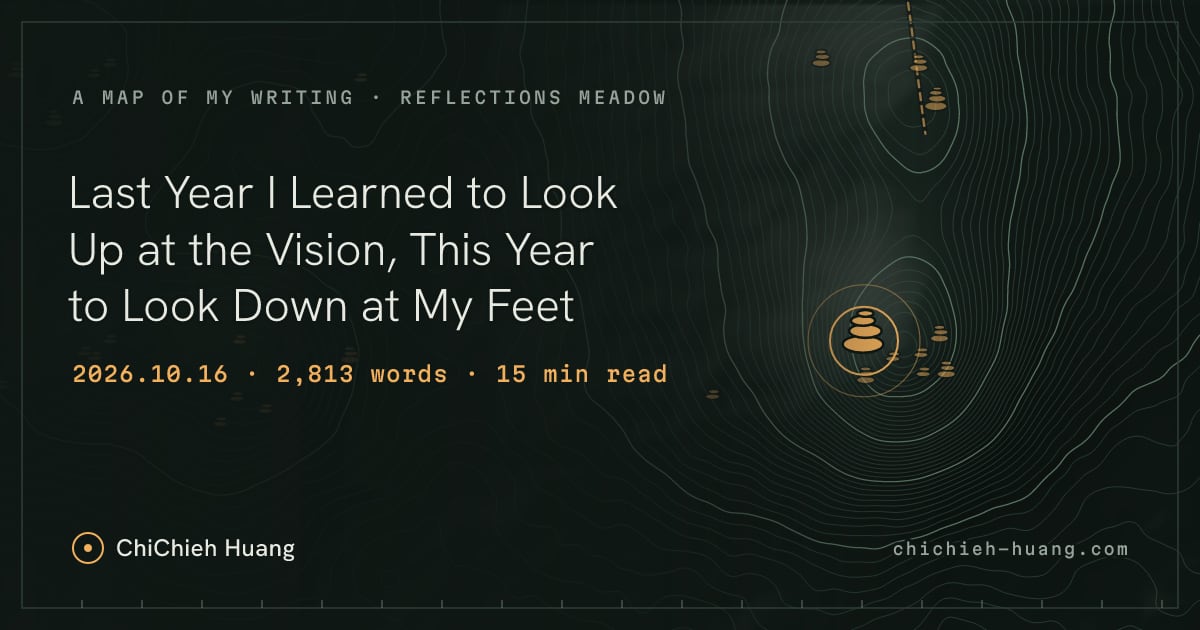 A MAP OF MY WRITING · REFLECTIONS MEADOW
Last Year I Learned to Look
Up at the Vision, This Year
to Look Down at My Feet
2026.10.16 · 2,813 words · 15 min read
ChiChieh Huang
chichieh-huang.com